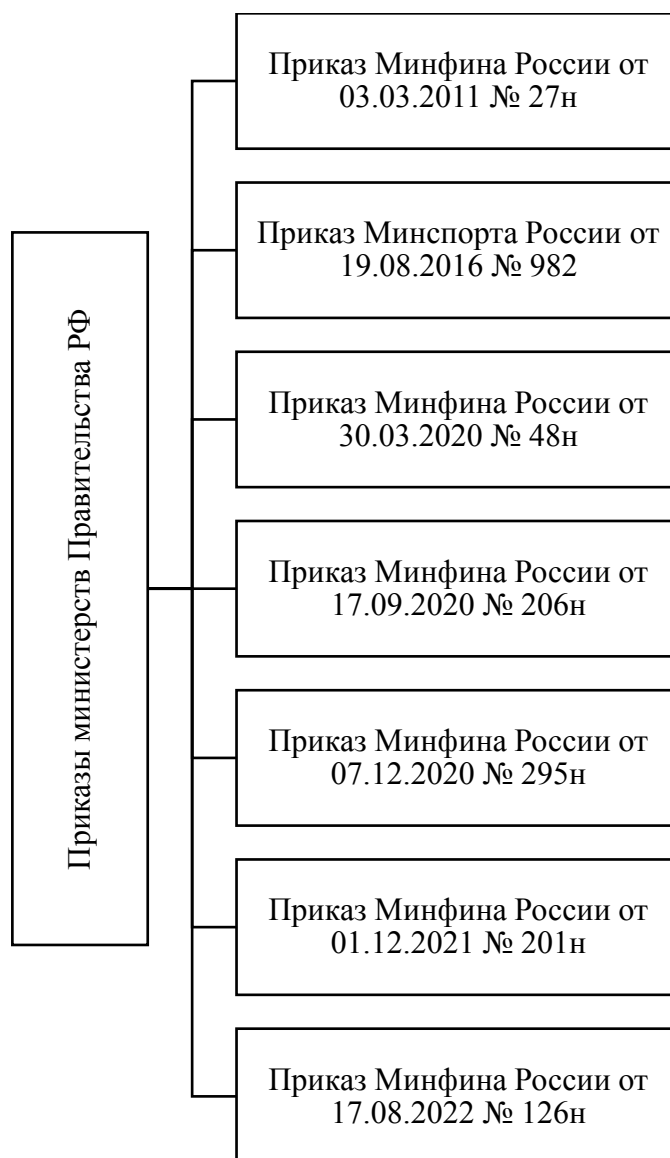 Приказы министерств Правительства РФ
Приказ Минфина России от
03.03.2011 № 27н
Приказ Минспорта России от
19.08.2016 № 982
Приказ Минфина России от
30.03.2020 № 48н
Приказ Минфина России от
17.09.2020 № 206н
Приказ Минфина России от
07.12.2020 № 295н
Приказ Минфина России от
01.12.2021 № 201н
Приказ Минфина России от
17.08.2022 № 126н